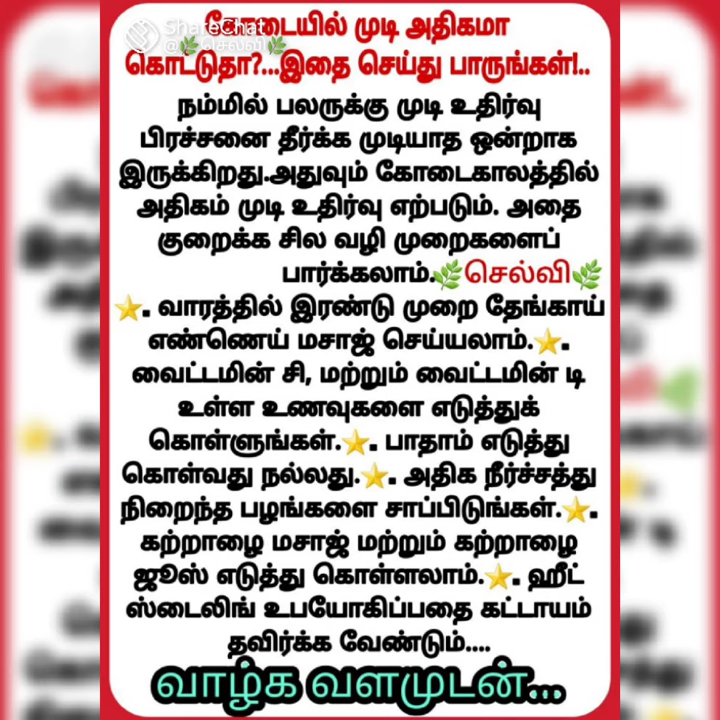 ShareChat
கோடையில் முடி அதிகமா
கொட்டுதா?...இதை செய்து பாருங்கள்!..
நம்மில் பலருக்கு முடி உதிர்வு
பிரச்சனை தீர்க்க முடியாத ஒன்றாக
இருக்கிறது.அதுவும் கோடைகாலத்தில்
அதிகம் முடி உதிர்வு எற்படும். அதை
குறைக்க சில வழி முறைகளைப்
பார்க்கலாம்.🌿செல்வி🌿
⭐. வாரத்தில் இரண்டு முறை தேங்காய்
எண்ணெய் மசாஜ் செய்யலாம்.⭐.
வைட்டமின் சி, மற்றும் வைட்டமின் டி
உள்ள உணவுகளை எடுத்துக்
கொள்ளுங்கள்.⭐. பாதாம் எடுத்து
கொள்வது நல்லது.⭐. அதிக நீர்ச்சத்து
நிறைந்த பழங்களை சாப்பிடுங்கள்.⭐.
கற்றாழை மசாஜ் மற்றும் கற்றாழை
ஜூஸ் எடுத்து கொள்ளலாம்.⭐. ஹீட்
ஸ்டைலிங் உபயோகிப்பதை கட்டாயம்
தவிர்க்க வேண்டும்....
வாழ்க வளமுடன்...